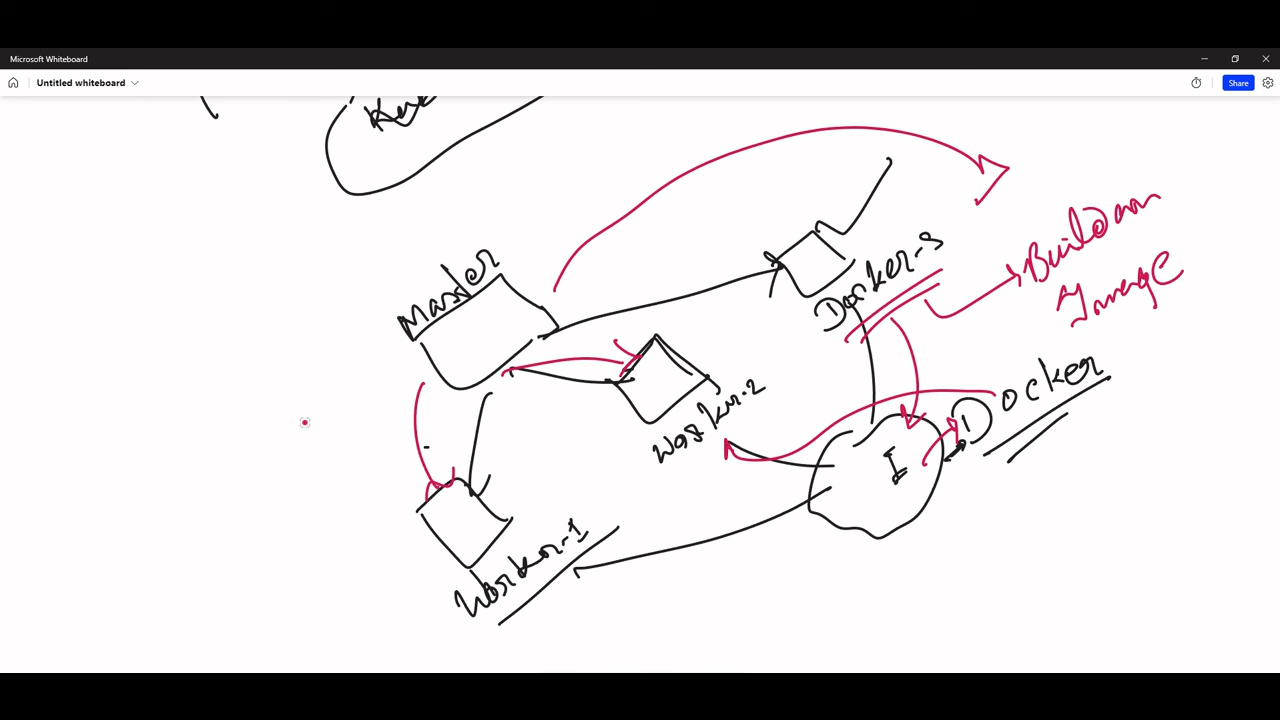 Microsoft Whiteboard
Untitled whiteboard
Share
Master
Docker-s
Build an
Image
Worker-2
Docker
I
Worker-1